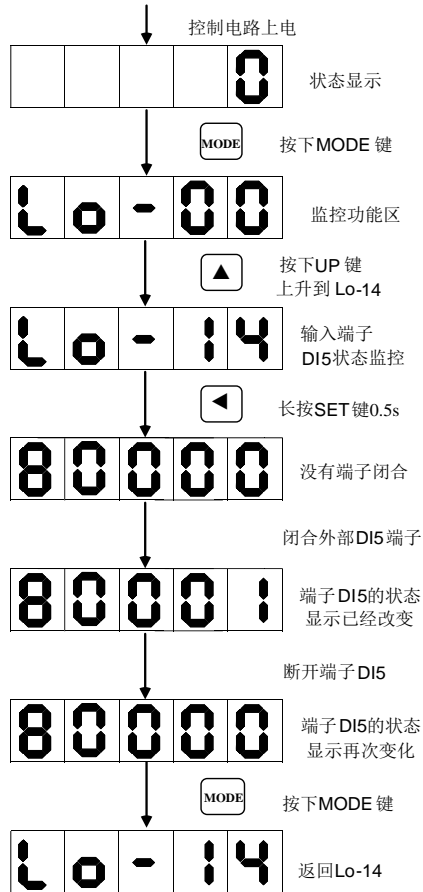 控制电路上电
0
状态显示
MODE
按下MODE 键
Lo-00
监控功能区
▲
按下UP 键
上升到 Lo-14
Lo-14
输入端子
DI5状态监控
◀
长按SET键0.5s
80000
没有端子闭合
闭合外部DI5端子
80001
端子DI5的状态
显示已经改变
断开端子DI5
80000
端子DI5的状态
显示再次变化
MODE
按下MODE 键
Lo-14
返回Lo-14